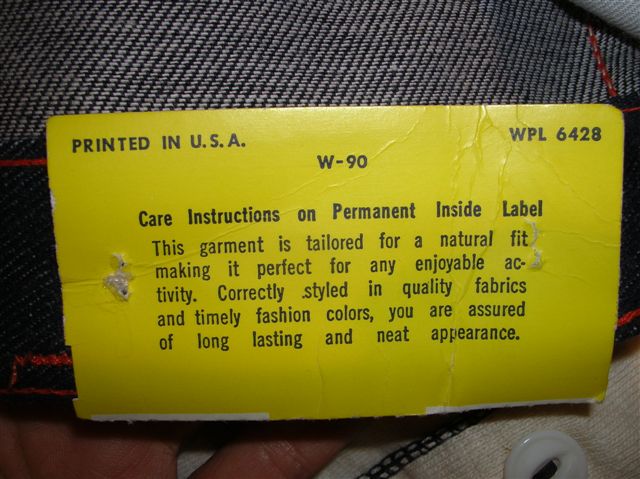 PRINTED IN U.S.A.
WPL 6428
W-90
Care Instructions on Permanent Inside Label
This garment is tailored for a natural fit
making it perfect for any enjoyable ac-
tivity. Correctly styled in quality fabrics
and timely fashion colors, you are assured
of long lasting and neat appearance.